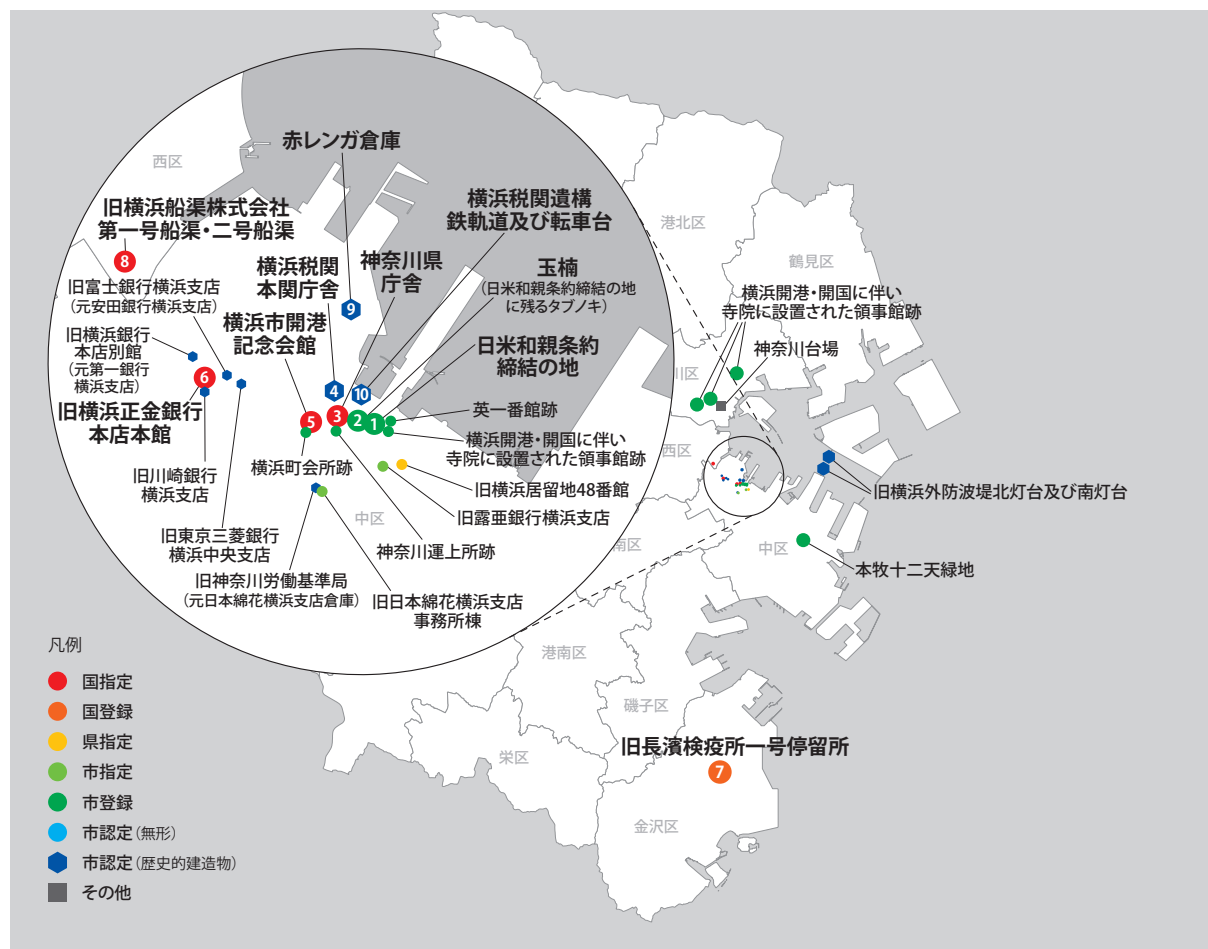 赤レンガ倉庫
西区
旧横浜船渠株式会社
第一号船渠・二号船渠
8
横浜税関遺構
鉄軌道及び転車台
横浜税関
本関庁舎
神奈川県
庁舎
玉楠
(日米和親条約締結の地
に残るタブノキ)
旧富士銀行横浜支店
(元安田銀行横浜支店)
9
横浜市開港
記念会館
旧横浜銀行
本店別館
(元第一銀行
横浜支店)
日米和親条約
締結の地
6
4
10
旧横浜正金銀行
本店本館
5
3
2
1
英一番館跡
横浜開港・開国に伴い
寺院に設置された領事館跡
横浜町会所跡
旧川崎銀行
横浜支店
旧横浜居留地48番館
中区
旧露亜銀行横浜支店
旧東京三菱銀行
横浜中央支店
神奈川運上所跡
旧神奈川労働基準局
(元日本綿花横浜支店倉庫)
旧日本綿花横浜支店
事務所棟
港北区
鶴見区
横浜開港・開国に伴い
寺院に設置された領事館跡
神奈川台場
川区
西区
旧横浜外防波堤北灯台及び南灯台
南区
中区
本牧十二天緑地
港南区
磯子区
栄区
旧長濱検疫所一号停留所
7
金沢区
凡例
国指定
国登録
県指定
市指定
市登録
市認定(無形)
市認定(歴史的建造物)
その他